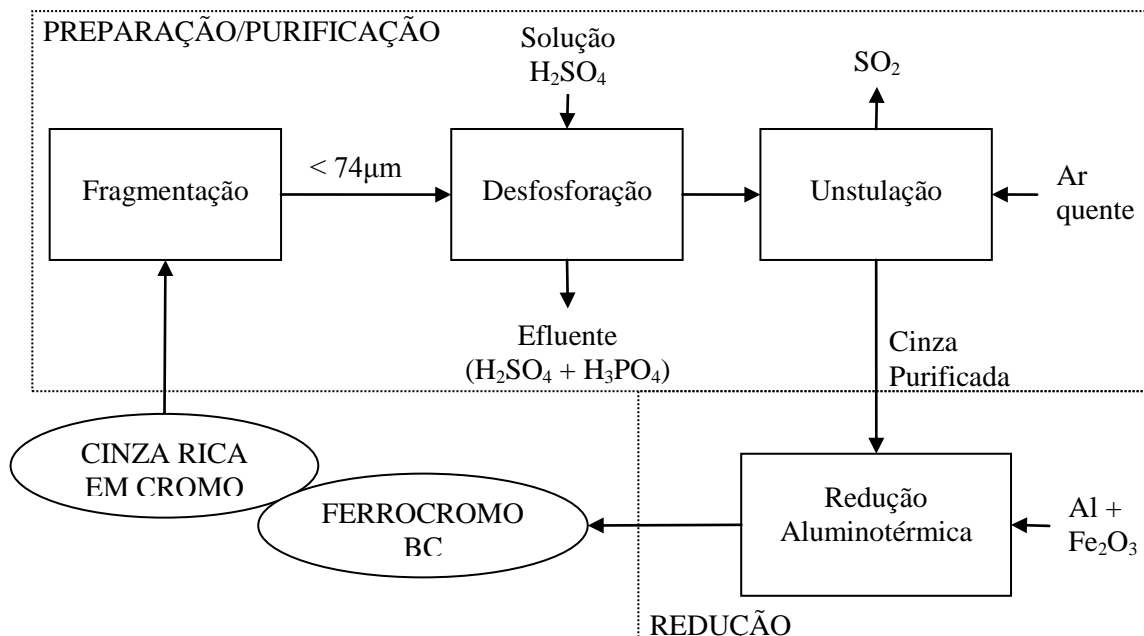 PREPARAÇÃO/PURIFICAÇÃO
Solução
H₂SO₄
SO₂
Fragmentação
< 74μm
Desfosforação
Unstulação
Ar
quente
Efluente
(H₂SO₄ + H₃PO₄)
Cinza
Purificada
CINZA RICA
EM CROMO
FERROCROMO
BC
Redução
Aluminotérmica
Al +
Fe₂O₃
REDUÇÃO